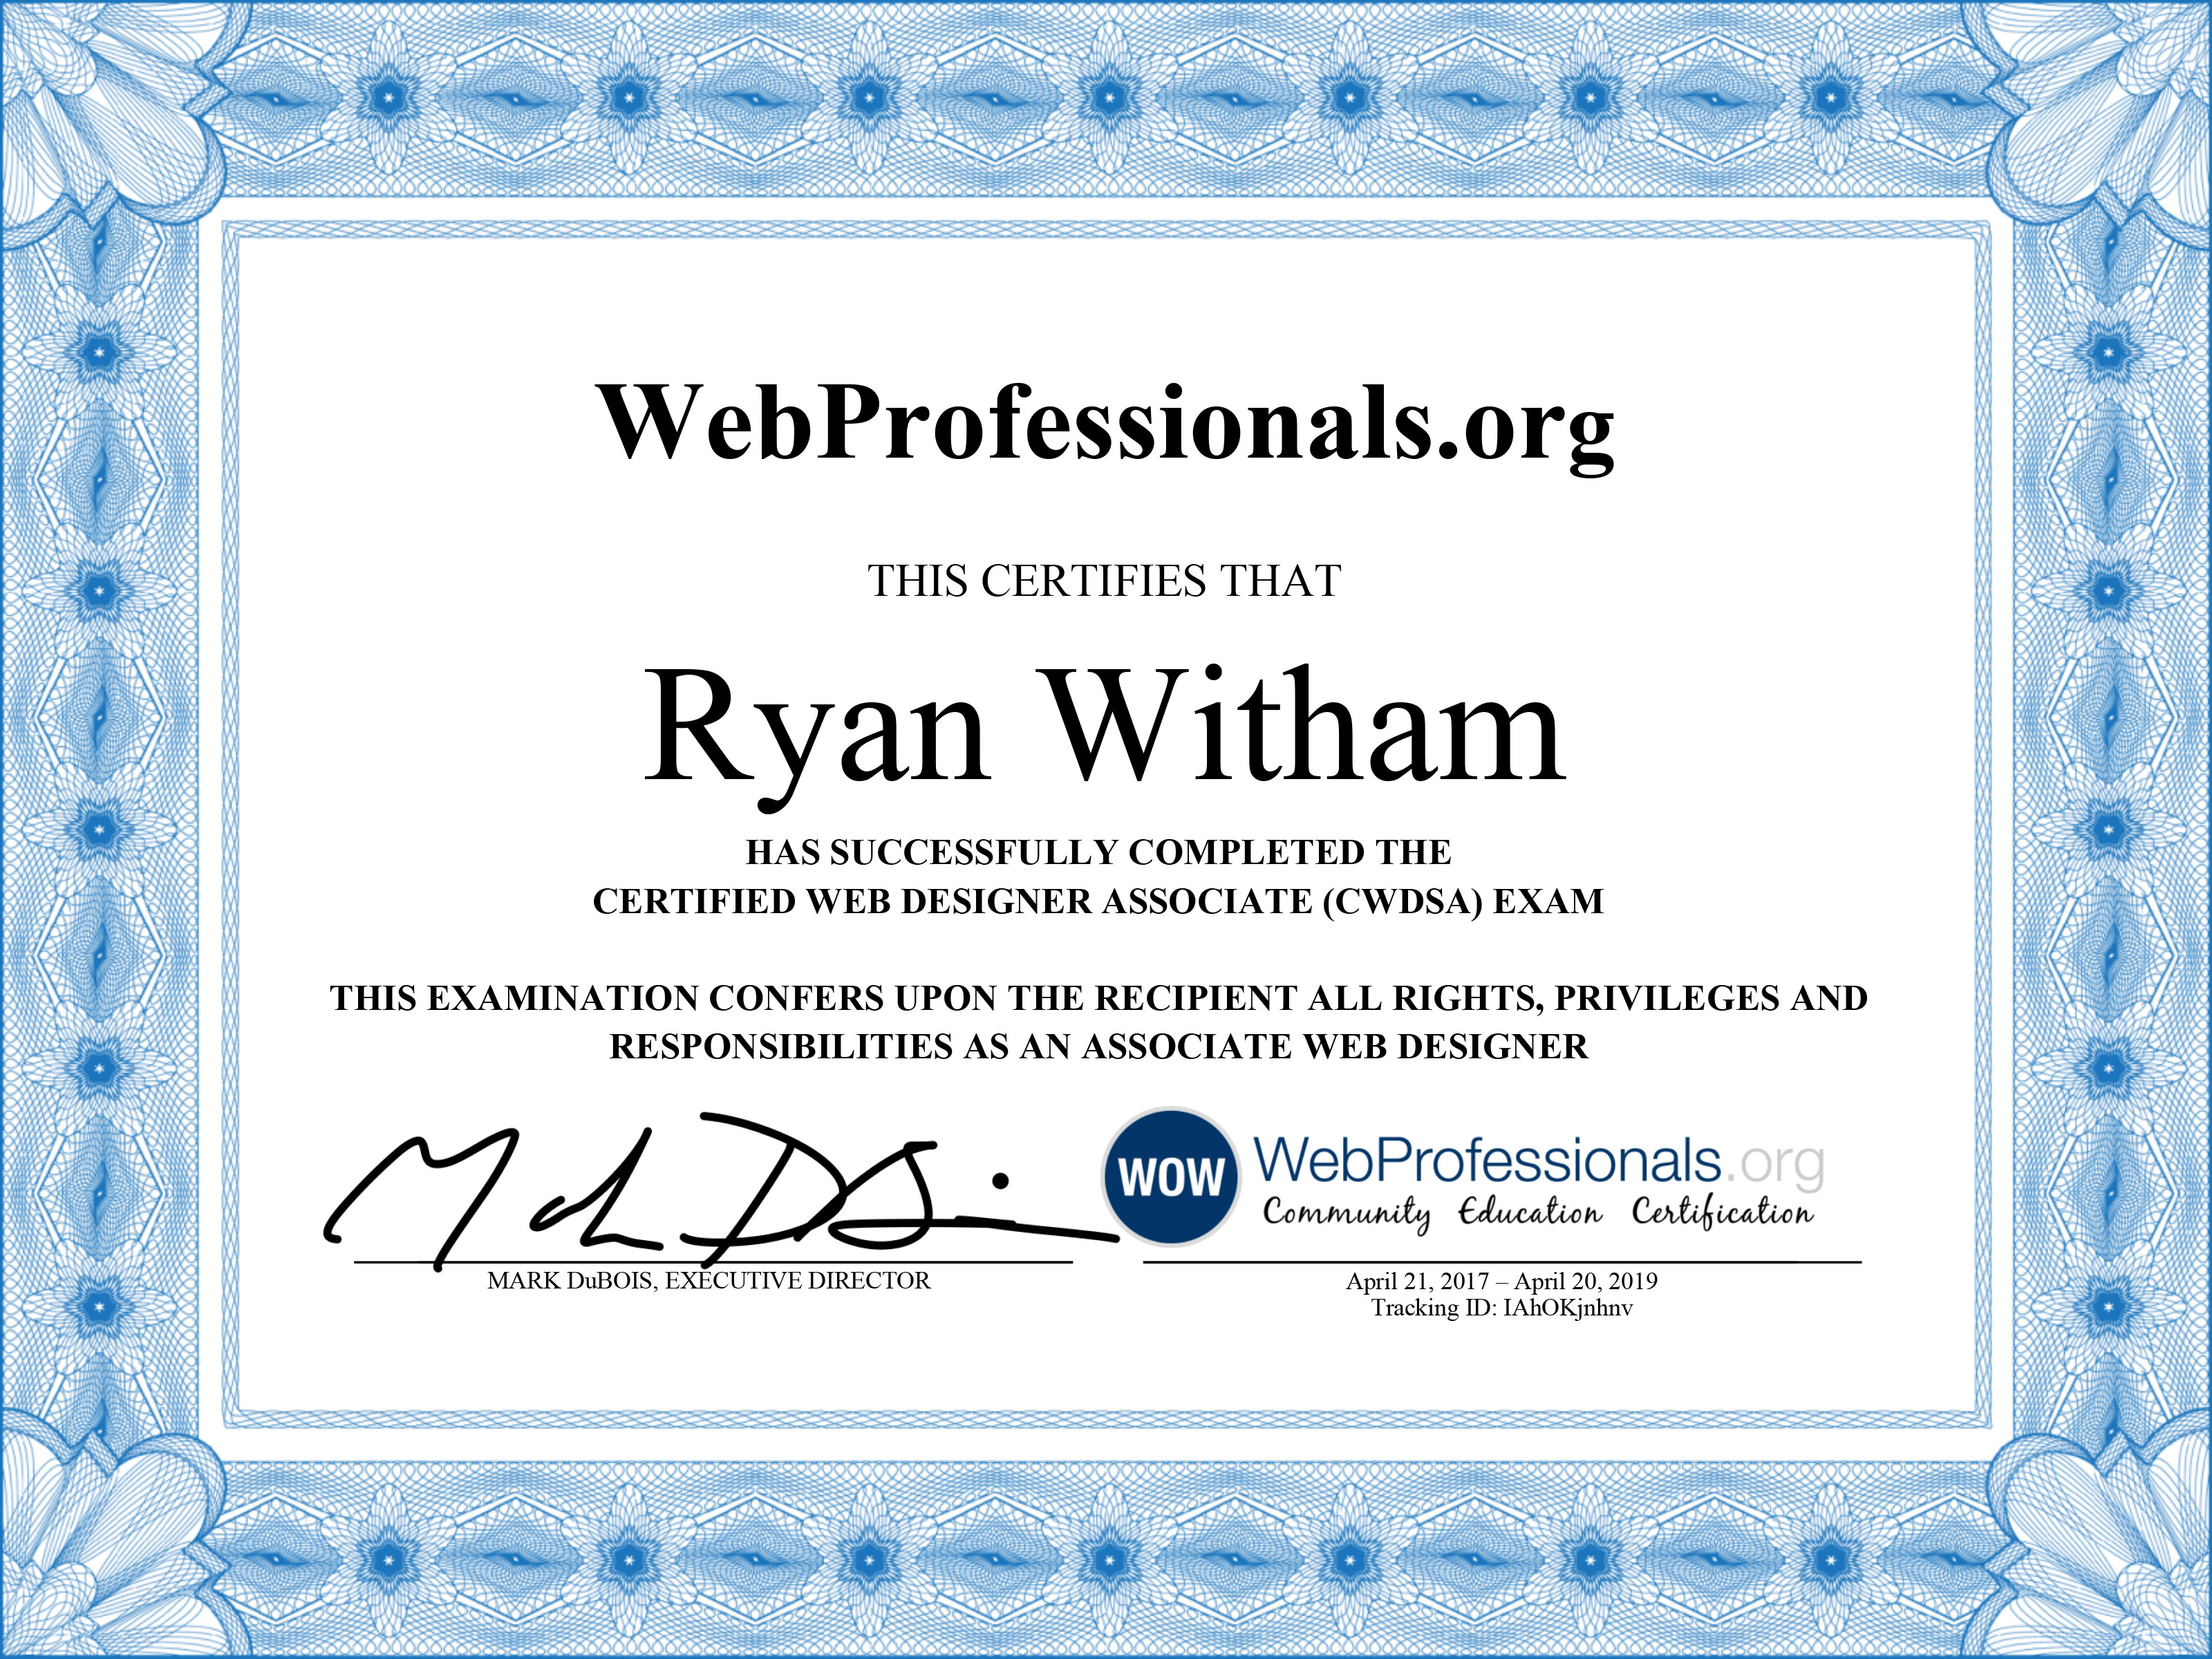 WebProfessionals.org
THIS CERTIFIES THAT
Ryan Witham
HAS SUCCESSFULLY COMPLETED THE
CERTIFIED WEB DESIGNER ASSOCIATE (CWDSA) EXAM
THIS EXAMINATION CONFERS UPON THE RECIPIENT ALL RIGHTS, PRIVILEGES AND
RESPONSIBILITIES AS AN ASSOCIATE WEB DESIGNER
WOW WebProfessionals.org
Community Education Certification
MARK DuBOIS, EXECUTIVE DIRECTOR
April 21, 2017 – April 20, 2019
Tracking ID: IAhOKjnhnv